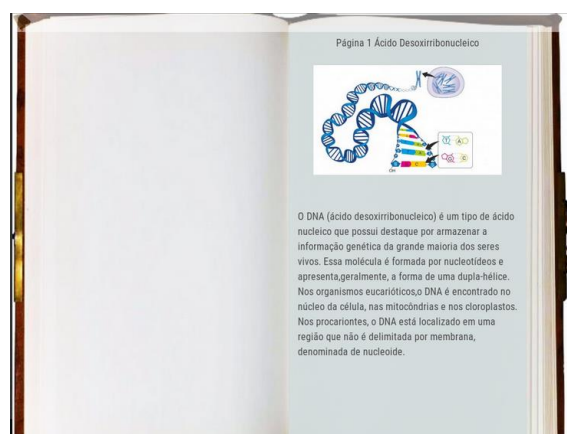 Página 1 Ácido Desoxirribonucleico
T
A
G
C
O DNA (ácido desoxirribonucleico) é um tipo de ácido
nucleico que possui destaque por armazenar a
informação genética da grande maioria dos seres
vivos. Essa molécula é formada por nucleotídeos e
apresenta,geralmente, a forma de uma dupla-hélice.
Nos organismos eucarióticos,o DNA é encontrado no
núcleo da célula, nas mitocôndrias e nos cloroplastos.
Nos procariontes, o DNA está localizado em uma
região que não é delimitada por membrana,
denominada de nucleoide.